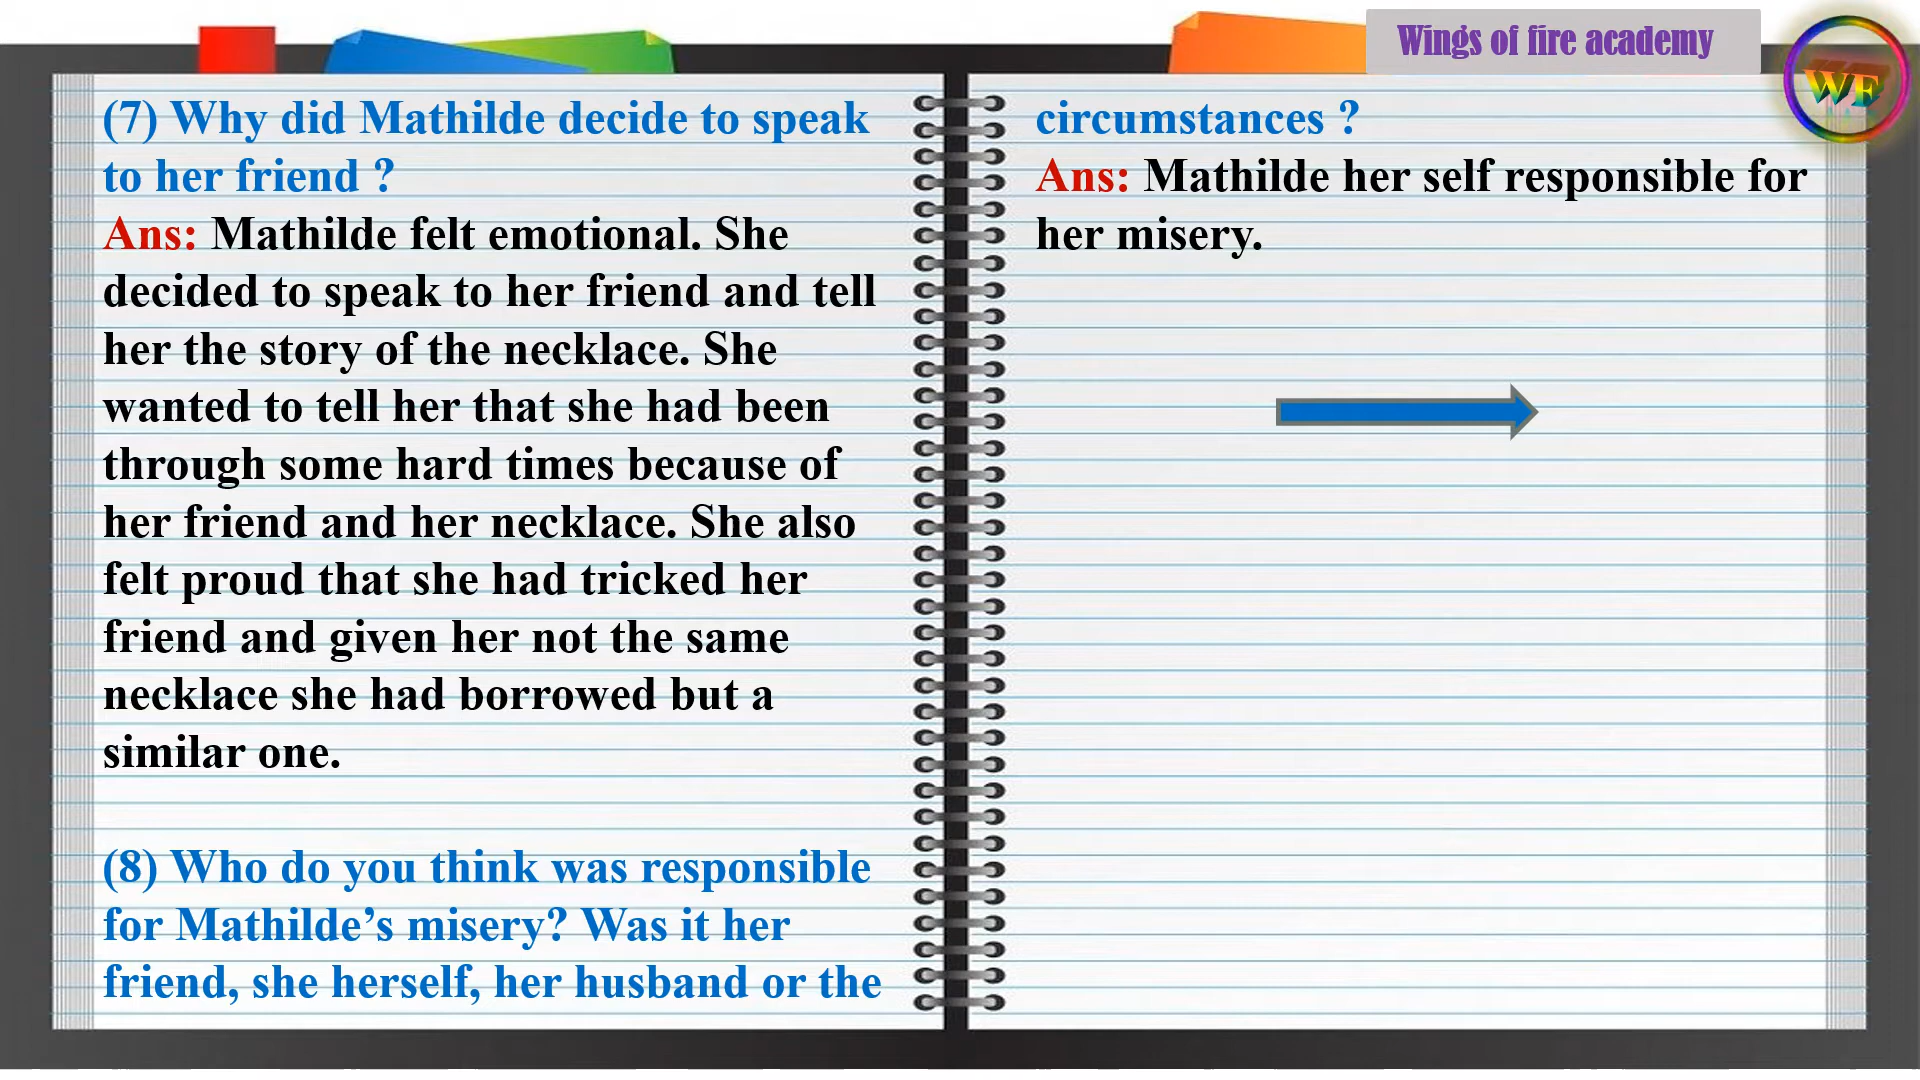 Wings of fire academy
WF
(7) Why did Mathilde decide to speak
to her friend ?
Ans: Mathilde felt emotional. She
decided to speak to her friend and tell
her the story of the necklace. She
wanted to tell her that she had been
through some hard times because of
her friend and her necklace. She also
felt proud that she had tricked her
friend and given her not the same
necklace she had borrowed but a
similar one.
(8) Who do you think was responsible
for Mathilde’s misery? Was it her
friend, she herself, her husband or the
circumstances ?
Ans: Mathilde her self responsible for
her misery.